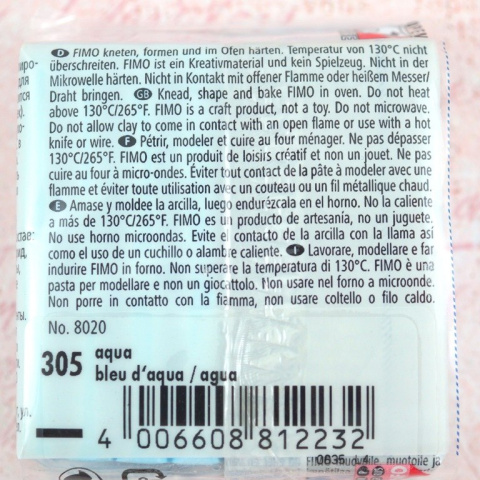 D FIMO kneten, formen und im Ofen härten. Temperatur von 130°C nicht
überschreiten. FIMO ist ein Kreativmaterial und kein Spielzeug. Nicht in der
Mikrowelle härten. Nicht in Kontakt mit offener Flamme oder heißem Messer/
Draht bringen. GB Knead, shape and bake FIMO in oven. Do not heat
above 130°C/265°F. FIMO is a craft product, not a toy. Do not microwave.
Do not allow clay to come in contact with an open flame or use with a hot
knife or wire. F Pétrir, modeler et cuire au four ménager. Ne pas dépasser
130°C/265°F. FIMO est un produit de loisirs créatif et non un jouet. Ne pas
cuire au four à micro-ondes. Éviter tout contact de la pâte à modeler avec une
flamme et éviter toute utilisation avec un couteau ou un fil métallique chaud.
E Amase y moldee la arcilla, luego endurézcala en el horno. No la caliente
a más de 130°C/265°F. FIMO es un producto de artesanía, no un juguete.
No use horno microondas. Evite el contacto de la arcilla con la llama así
como el uso de un cuchillo o alambre caliente. I Lavorare, modellare e far
indurire FIMO in forno. Non superare la temperatura di 130°C. FIMO è una
pasta per modellare e non un giocattolo. Non usare nel forno a microonde.
Non porre in contatto con la fiamma, non usare coltello o filo caldo.
No. 8020
305 aqua
bleu d'aqua / agua
4 006608 812232